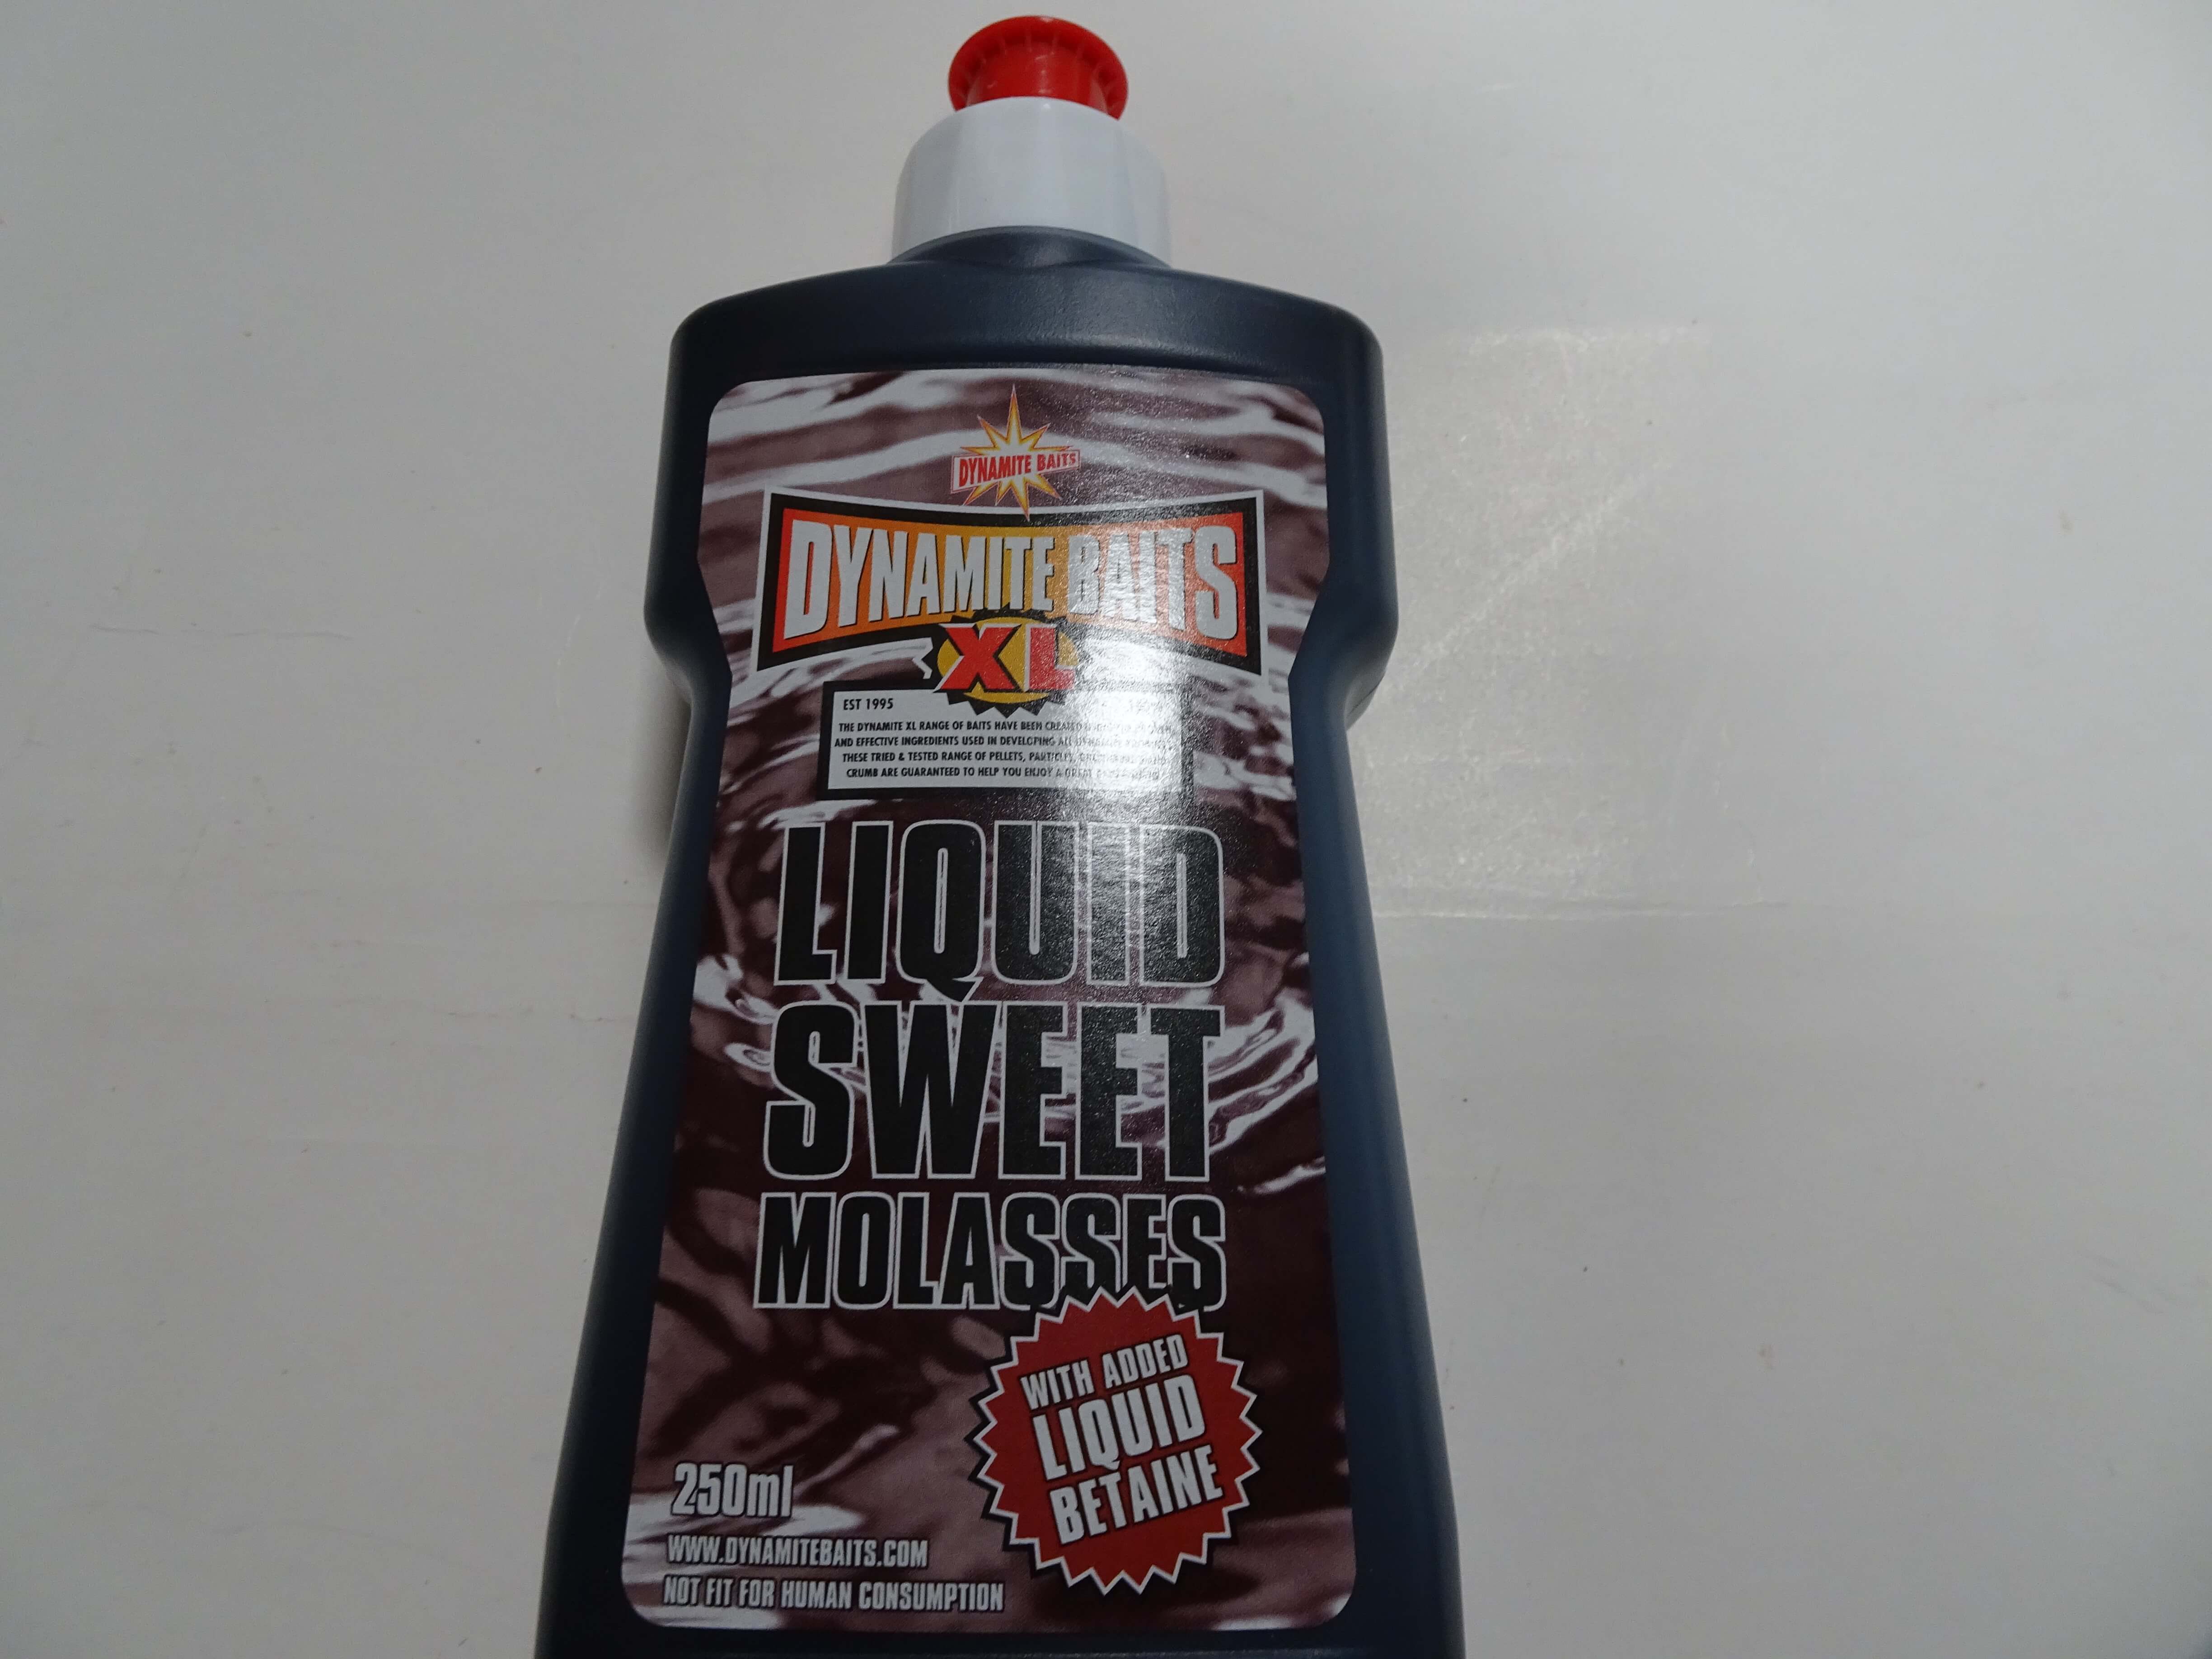 DYNAMITE BAITS
DYNAMITE BAITS
XL
EST 1995
THE DYNAMITE XL RANGE OF BAITS HAVE BEEN CREATED
AND EFFECTIVE INGREDIENTS USED IN DEVELOPING ALL DYNAMITE
THESE TRIED & TESTED RANGE OF PELLETS, PARTICLES,
CRUMB ARE GUARANTEED TO HELP YOU ENJOY A GREAT
LIQUID
SWEET
MOLASSES
WITH ADDED
LIQUID
BETAINE
250ml
WWW.DYNAMITEBAITS.COM
NOT FIT FOR HUMAN CONSUMPTION